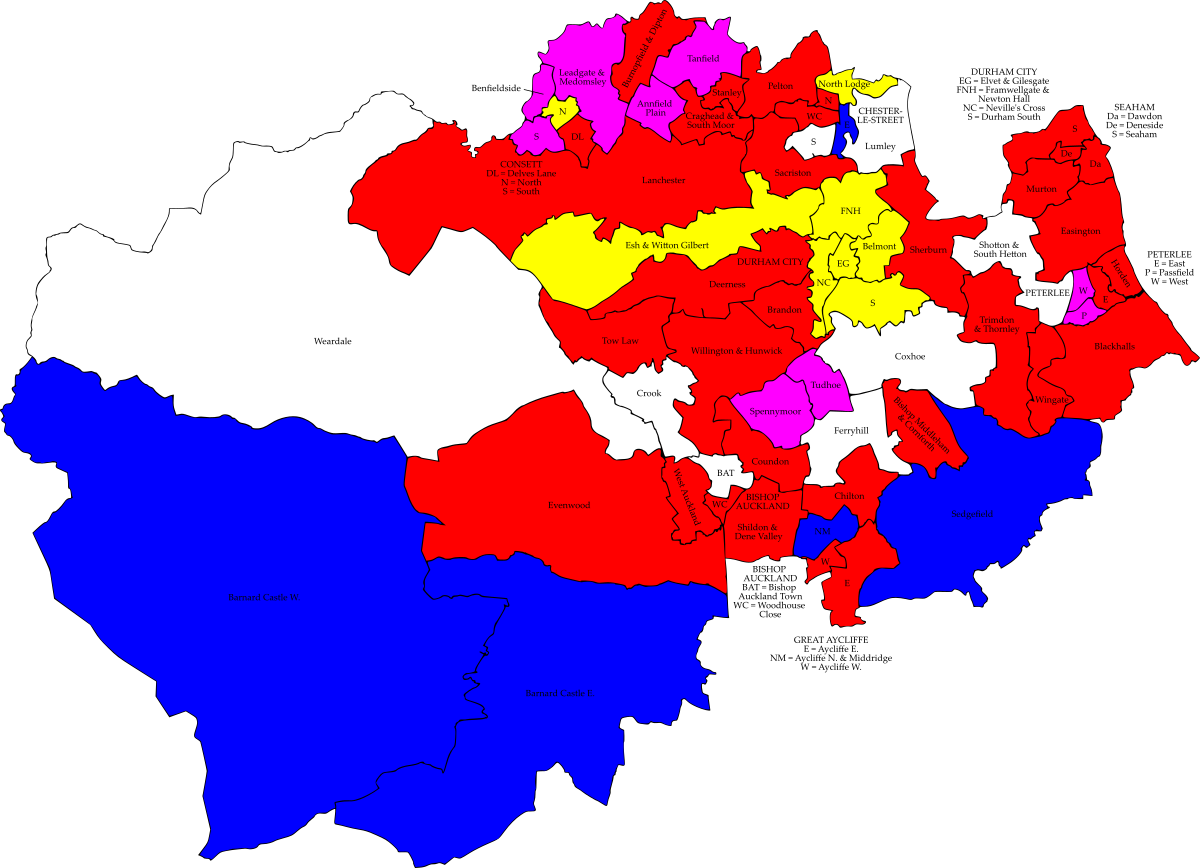 Burnopfield & Dipton
Tanfield
Leadgate &
Medomsley
Benfieldside
North Lodge
Pelton
Stanley
N
Annfield
Plain
N
CHESTER-
LE-STREET
Craghead &
South Moor
WC
S
DL
S
Lumley
CONSETT
DL = Delves Lane
N = North
S = South
Lanchester
Sacriston
DURHAM CITY
EG = Elvet & Gilesgate
FNH = Framwellgate &
Newton Hall
NC = Neville's Cross
S = Durham South
SEAHAM
Da = Dawdon
De = Deneside
S = Seaham
S
De
Da
Murton
FNH
Easington
Esh & Witton Gilbert
Belmont
Sherburn
Shotton &
South Hetton
DURHAM CITY
EG
PETERLEE
E = East
P = Passfield
W = West
Horden
Deerness
NC
PETERLEE
W
E
S
P
Brandon
Trimdon
& Thornley
Weardale
Tow Law
Willington & Hunwick
Blackhalls
Coxhoe
Tudhoe
Crook
Wingate
Spennymoor
Bishop Middleham
& Cornforth
Ferryhill
Coundon
BAT
West Auckland
BISHOP
AUCKLAND
Chilton
Evenwood
WC
Sedgefield
Shildon &
Dene Valley
NM
W
E
BISHOP
AUCKLAND
BAT = Bishop
Auckland Town
WC = Woodhouse
Close
Barnard Castle W.
GREAT AYCLIFFE
E = Aycliffe E.
NM = Aycliffe N. & Middridge
W = Aycliffe W.
Barnard Castle E.